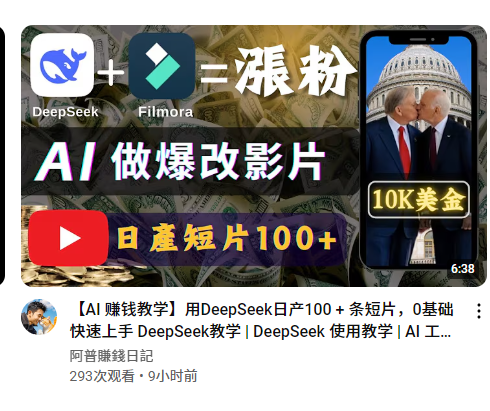 DeepSeek + Filmora = 漲粉
AI 做爆改影片
10K美金
日產短片100+
6:38
【AI 赚钱教学】用DeepSeek日产100 + 条短片，0基础
快速上手 DeepSeek教学 | DeepSeek 使用教学 | AI 工...
阿普賺錢日記
293次观看 • 9小时前